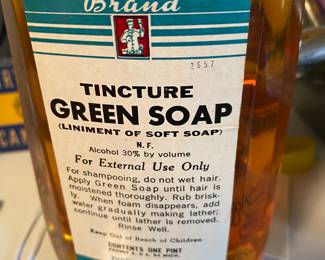 Brand
2657
TINCTURE
GREEN SOAP
(LINIMENT OF SOFT SOAP)
N. F.
Alcohol 30% by volume
For External Use Only
For shampooing, do not wet hair.
Apply Green Soap until hair is
moistened thoroughly. Rub brisk-
ly. When foam disappears, add
water gradually making lather;
continue until lather is removed.
Rinse Well.
Keep Out of Reach of Children
CONTENTS ONE PINT